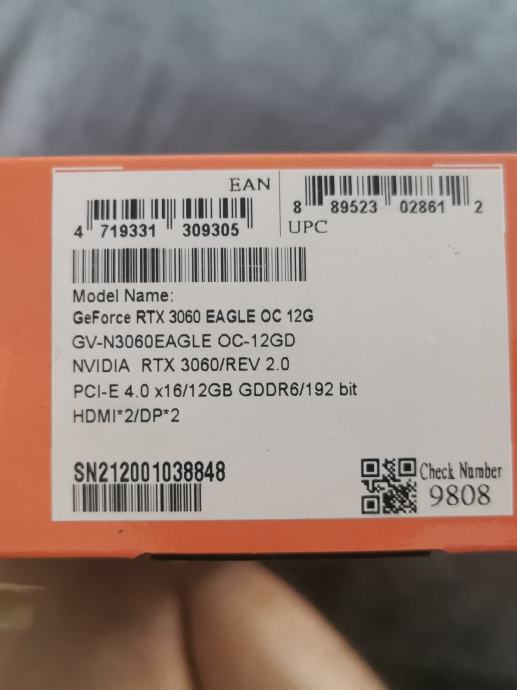 EAN
4 719331 309305
8 89523 02861 2
UPC
Model Name:
GeForce RTX 3060 EAGLE OC 12G
GV-N3060EAGLE OC-12GD
NVIDIA RTX 3060/REV 2.0
PCI-E 4.0 x16/12GB GDDR6/192 bit
HDMI*2/DP*2
SN212001038848
Check Number
9808